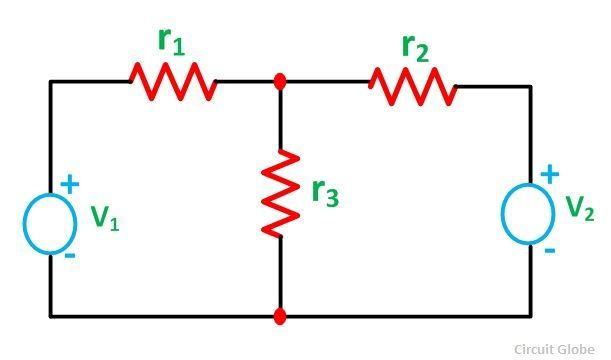 r₁
r₂
+
V₁
-
r₃
+
V₂
-
Circuit Globe